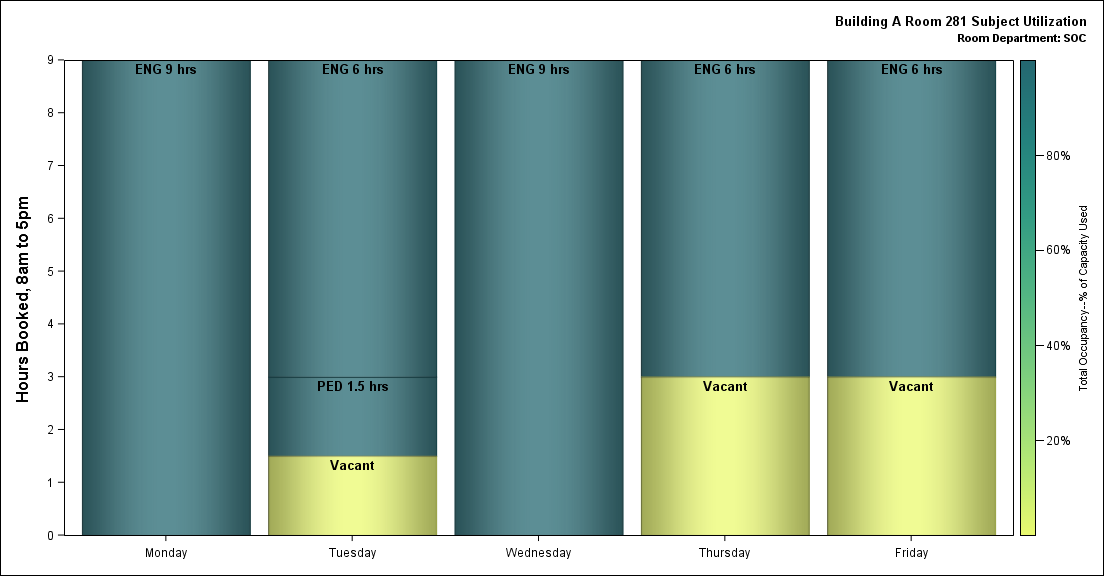 Building A Room 281 Subject Utilization
Room Department: SOC
Hours Booked, 8am to 5pm
9
8
7
6
5
4
3
2
1
0
ENG 9 hrs
ENG 6 hrs
ENG 9 hrs
ENG 6 hrs
ENG 6 hrs
PED 1.5 hrs
Vacant
Vacant
Vacant
Monday
Tuesday
Wednesday
Thursday
Friday
80%
60%
40%
20%
Total Occupancy--% of Capacity Used